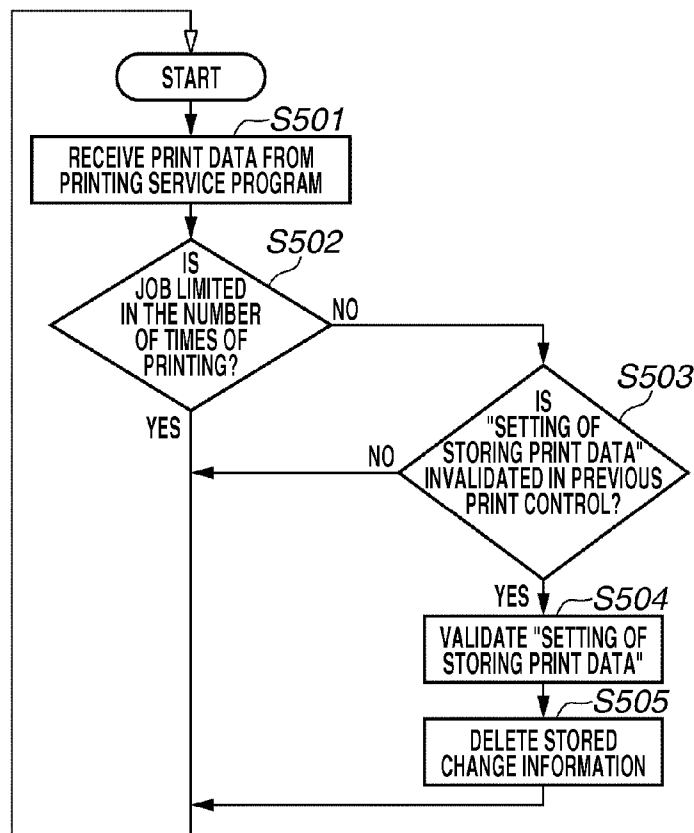 START
S501
RECEIVE PRINT DATA FROM
PRINTING SERVICE PROGRAM
S502
IS
JOB LIMITED
IN THE NUMBER
OF TIMES OF
PRINTING?
NO
YES
S503
IS
"SETTING OF
STORING PRINT DATA"
INVALIDATED IN PREVIOUS
PRINT CONTROL?
NO
YES
S504
VALIDATE "SETTING OF
STORING PRINT DATA"
S505
DELETE STORED
CHANGE INFORMATION